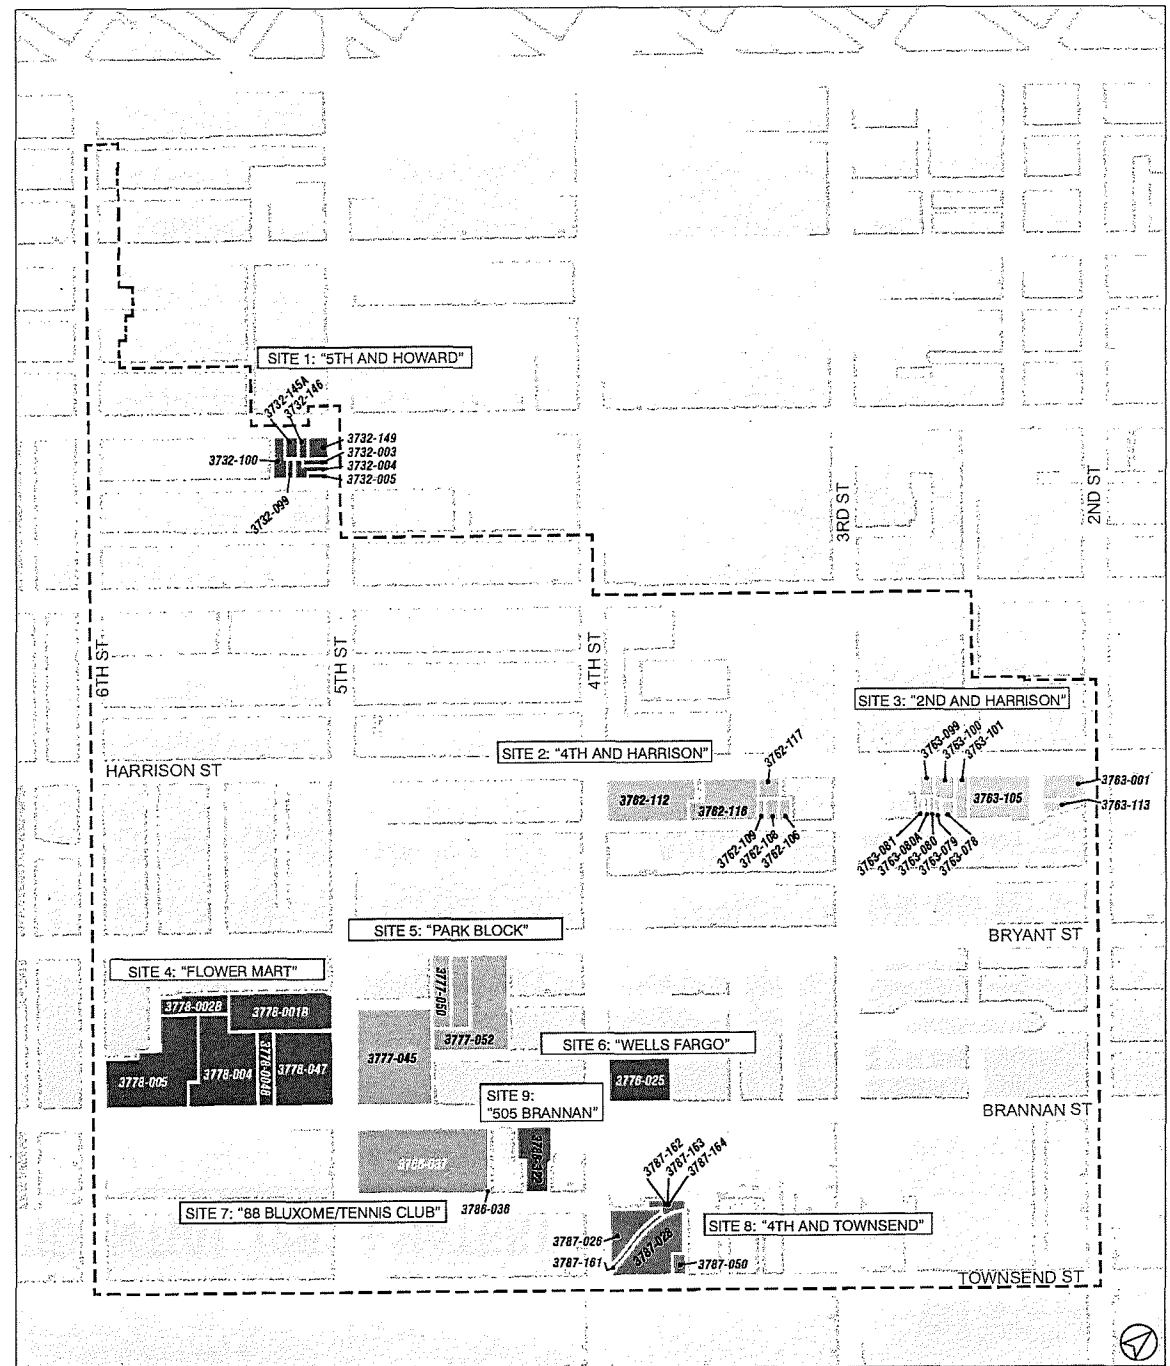 SITE 1: "5TH AND HOWARD"
3732-145A
3732-146
3732-149
3732-003
3732-004
3732-005
3732-100
3732-099
3RD ST
2ND ST
6TH ST
5TH ST
4TH ST
SITE 3: "2ND AND HARRISON"
SITE 2: "4TH AND HARRISON"
3762-117
3763-099
3763-100
3763-101
HARRISON ST
3762-112
3762-116
3763-105
3763-001
3763-113
3762-109
3762-108
3762-106
3763-081
3763-080A
3763-080
3763-079
3763-078
SITE 5: "PARK BLOCK"
BRYANT ST
SITE 4: "FLOWER MART"
3778-002B
3778-001B
3777-050
3777-052
3777-045
SITE 6: "WELLS FARGO"
3778-005
3778-004
3778-004B
3778-047
3776-025
SITE 9:
"505 BRANNAN"
BRANNAN ST
3786-037
3786-036
3787-162
3787-163
3787-164
SITE 7: "88 BLUXOME/TENNIS CLUB"
SITE 8: "4TH AND TOWNSEND"
3787-026
3787-028
3787-161
3787-050
TOWNSEND ST